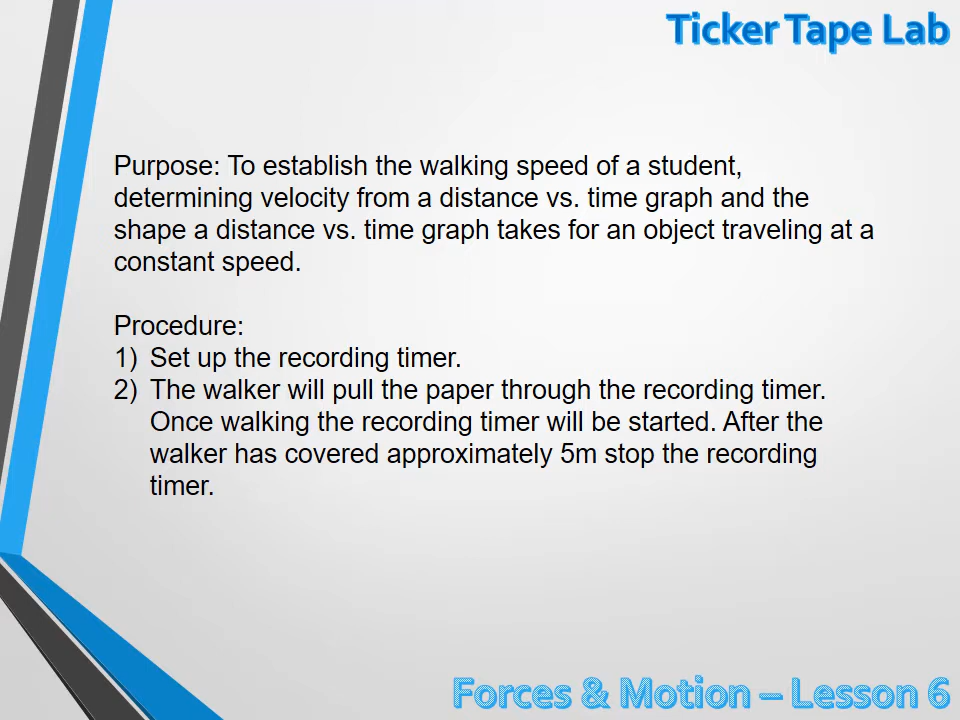 Ticker Tape Lab
Purpose: To establish the walking speed of a student,
determining velocity from a distance vs. time graph and the
shape a distance vs. time graph takes for an object traveling at a
constant speed.
Procedure:
1) Set up the recording timer.
2) The walker will pull the paper through the recording timer.
Once walking the recording timer will be started. After the
walker has covered approximately 5m stop the recording
timer.
Forces & Motion – Lesson 6